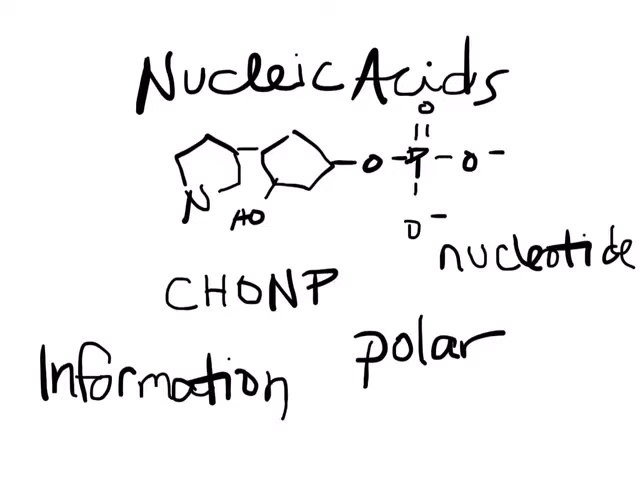 Nucleic Acids
O
O P O -
N
HO
O -
nucleotide
CHONP
polar
Information